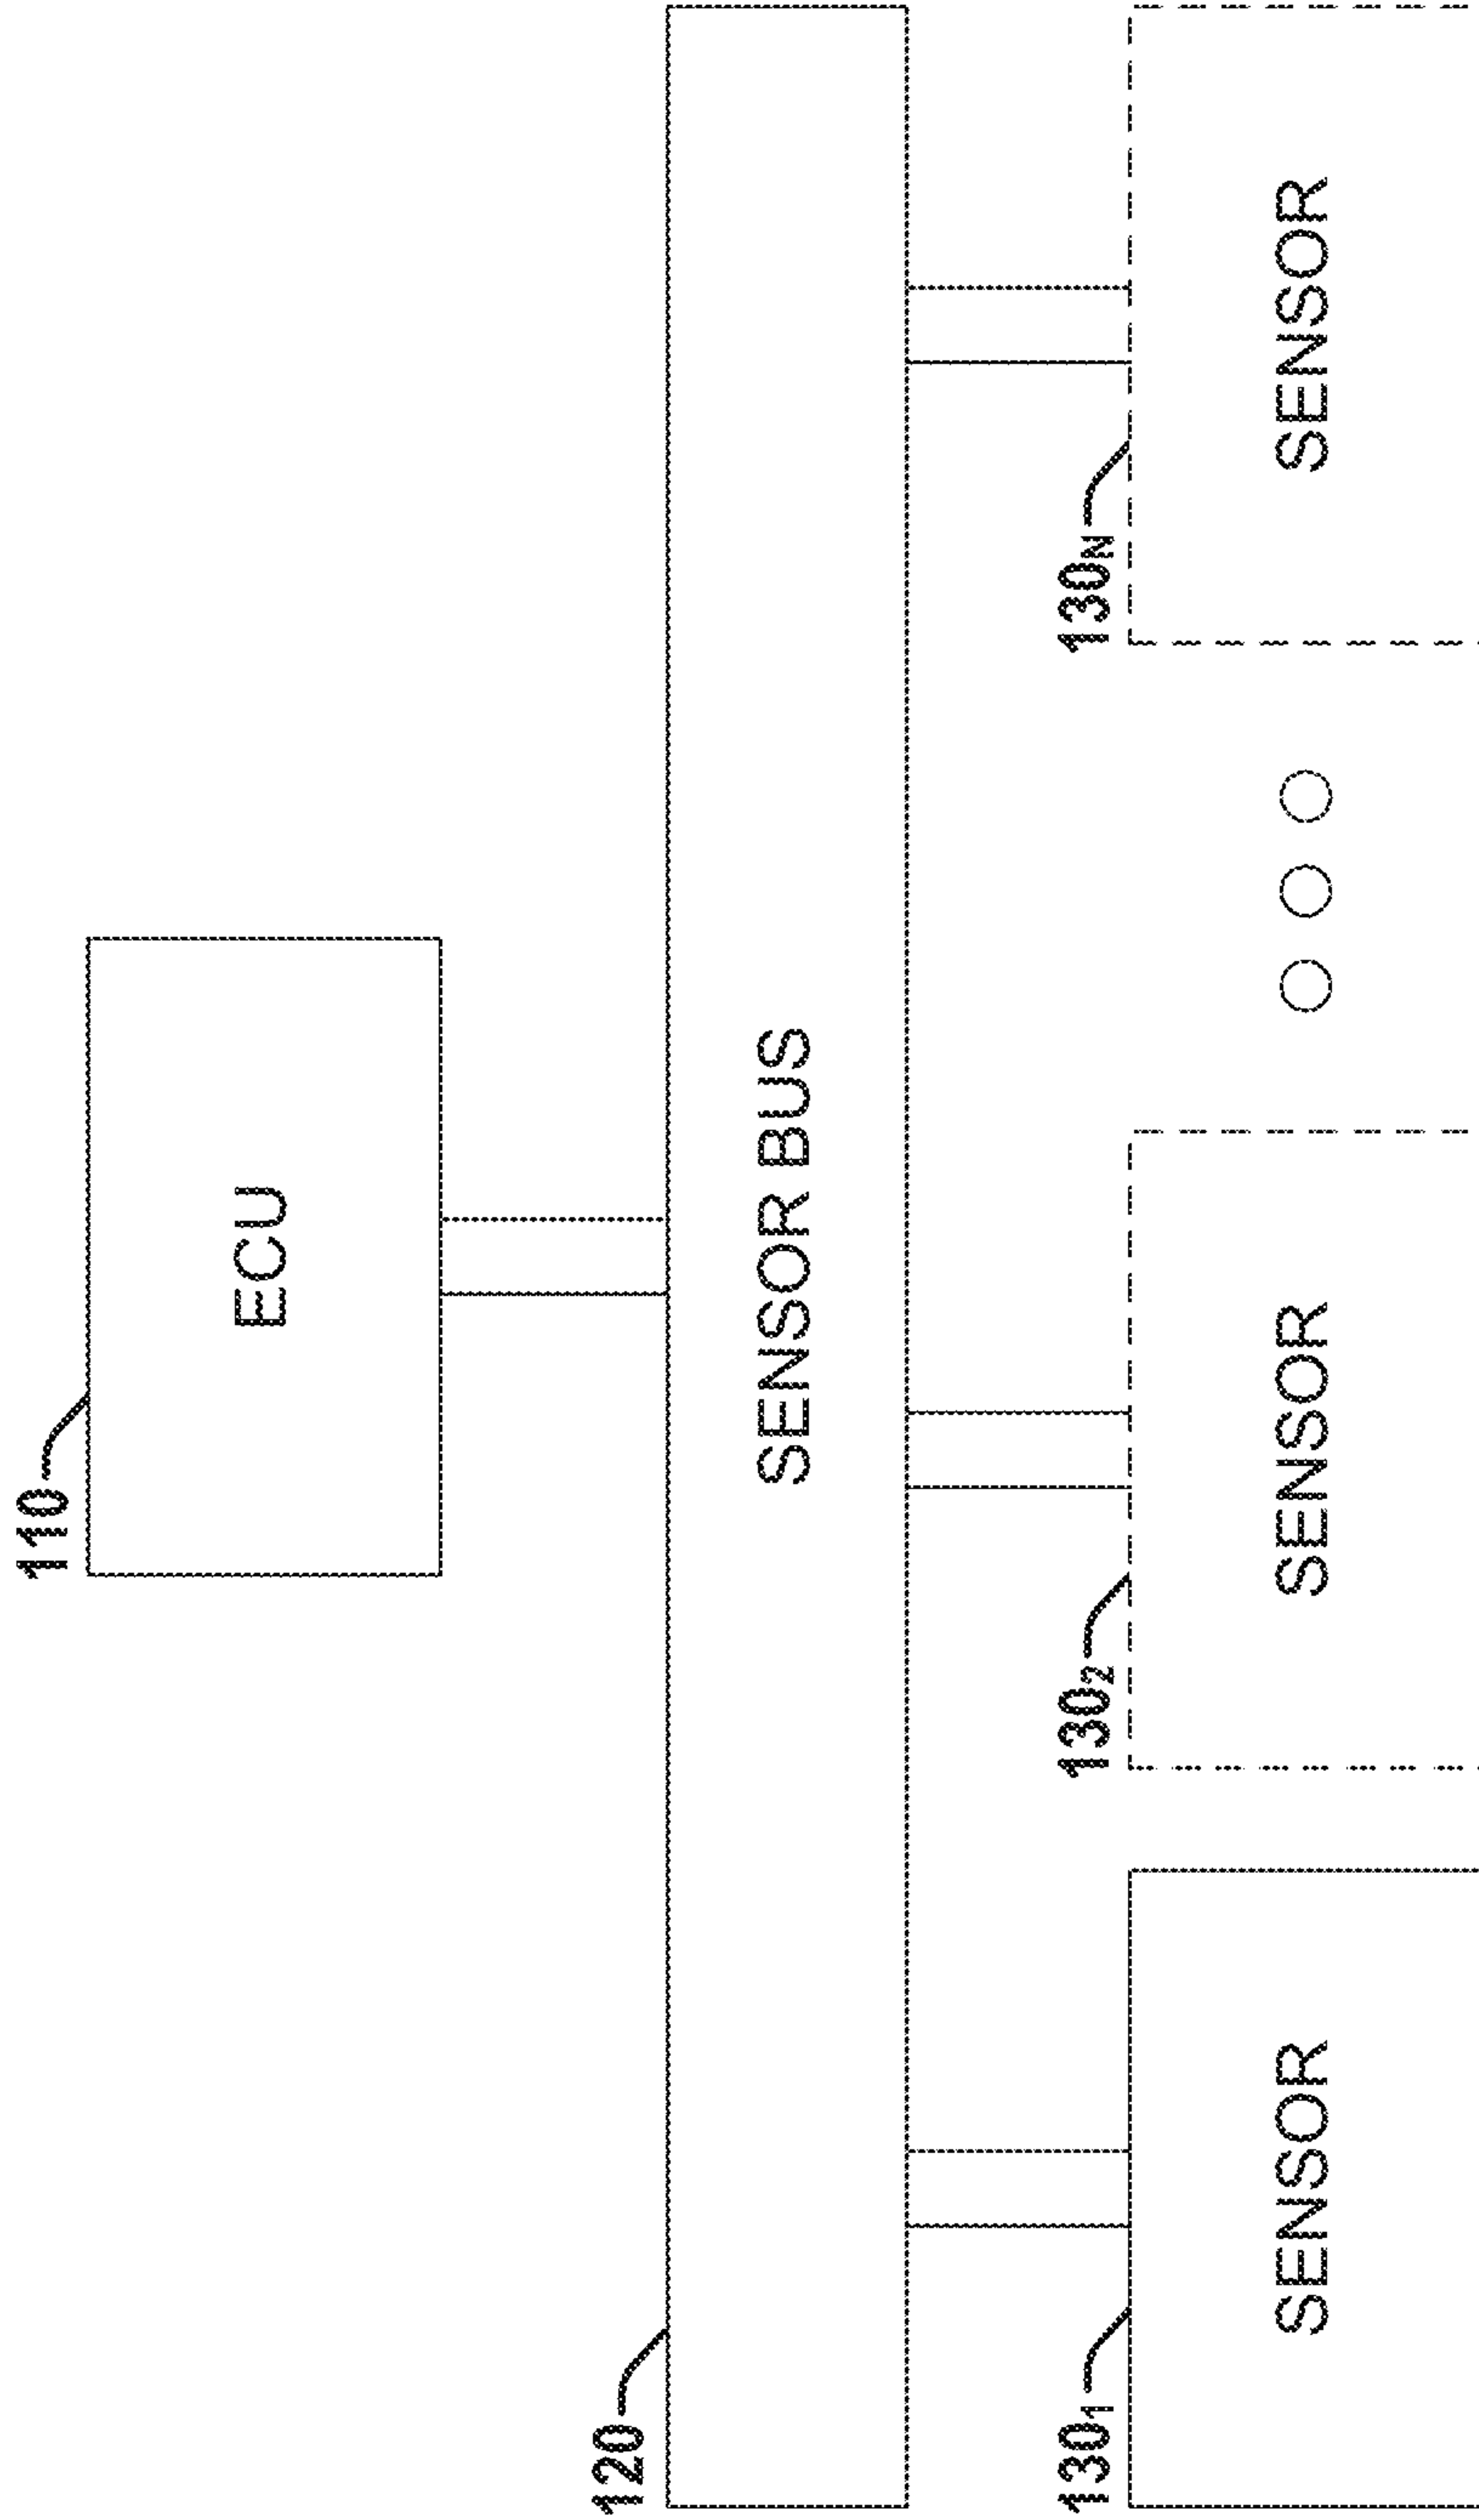 110
ECU
120
SENSOR BUS
130₁
130₂
130ₙ
SENSOR
SENSOR
SENSOR